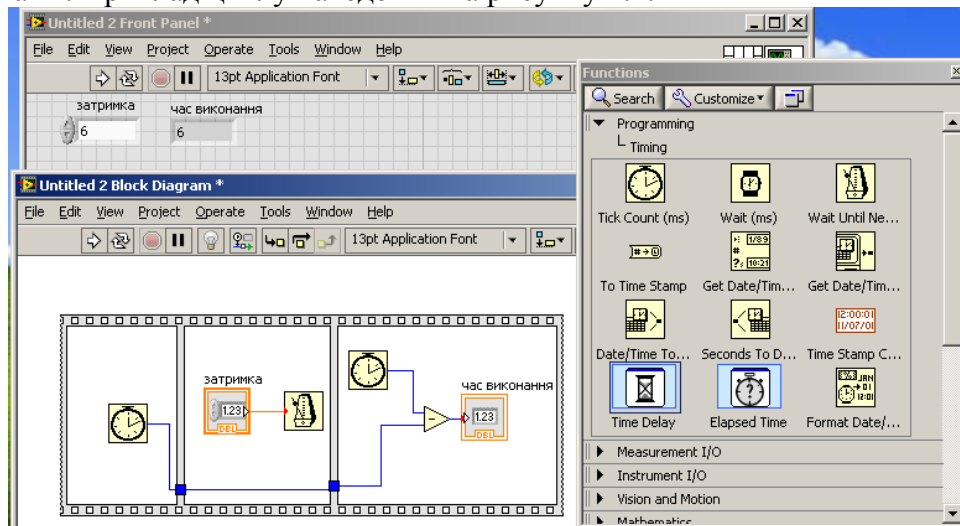 Untitled 2 Front Panel *
File Edit View Project Operate Tools Window Help
13pt Application Font
затримка
час виконання
6
6
Untitled 2 Block Diagram *
File Edit View Project Operate Tools Window Help
13pt Application Font
затримка
1.23
DBL
час виконання
1.23
DBL
Functions
Search Customize
Programming
Timing
Tick Count (ms) Wait (ms) Wait Until Ne...
To Time Stamp Get Date/Tim... Get Date/Tim...
Date/Time To... Seconds To D... Time Stamp C...
Time Delay Elapsed Time Format Date/...
Measurement I/O
Instrument I/O
Vision and Motion
Mathematics